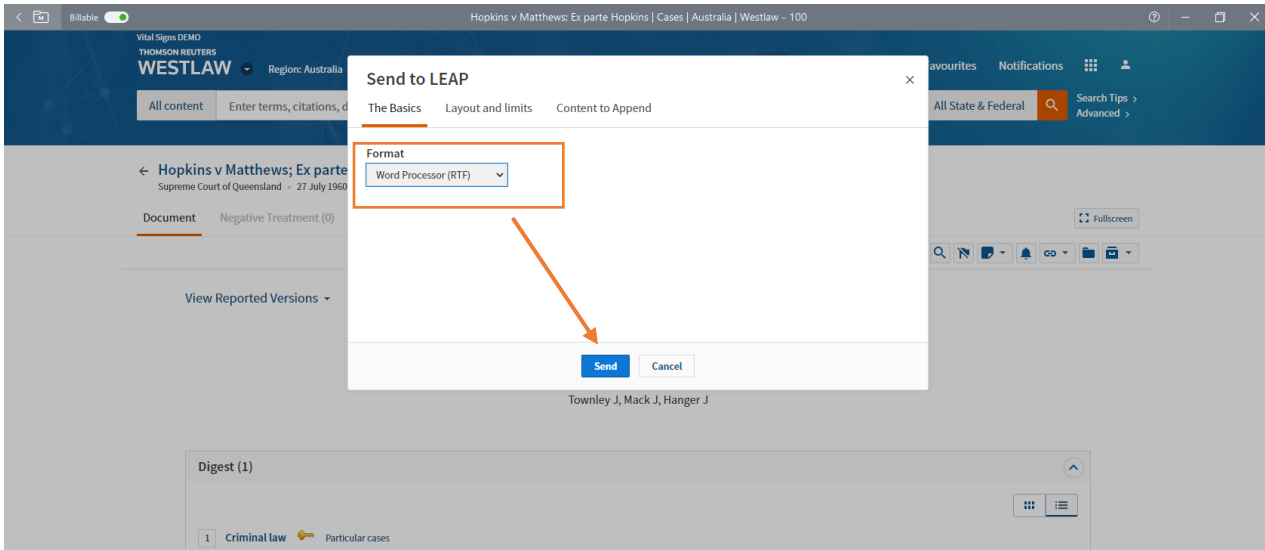 Billable
Hopkins v Matthews; Ex parte Hopkins | Cases | Australia | Westlaw - 100
Vital Signs DEMO
THOMSON REUTERS
WESTLAW
Region: Australia
avourites
Notifications
All content
Enter terms, citations, d
All State & Federal
Search Tips
Advanced
Send to LEAP
The Basics
Layout and limits
Content to Append
Format
Word Processor (RTF)
Send
Cancel
Hopkins v Matthews; Ex parte
Supreme Court of Queensland - 27 July 1960
Document
Negative Treatment (0)
Fullscreen
View Reported Versions
Townley J, Mack J, Hanger J
Digest (1)
1 Criminal law Particular cases